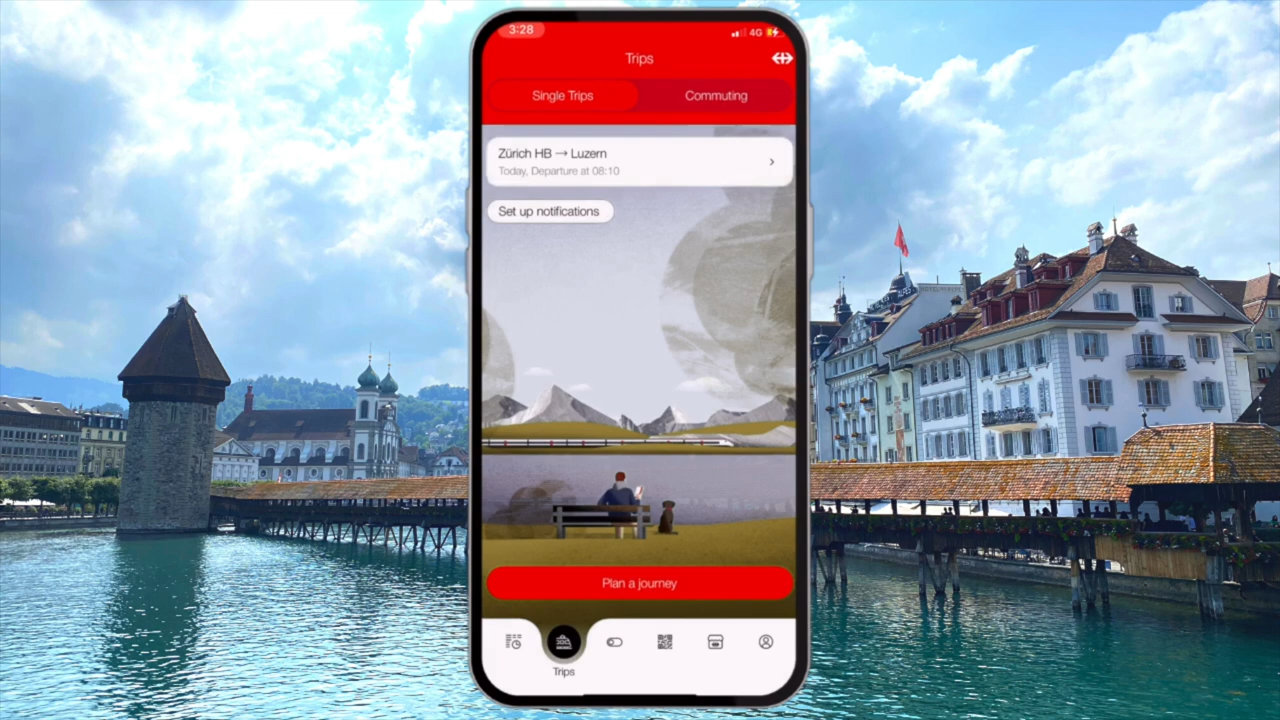 3:28
4G
Trips
Single Trips
Commuting
Zürich HB → Luzern
Today, Departure at 08:10
Set up notifications
Plan a journey
Trips